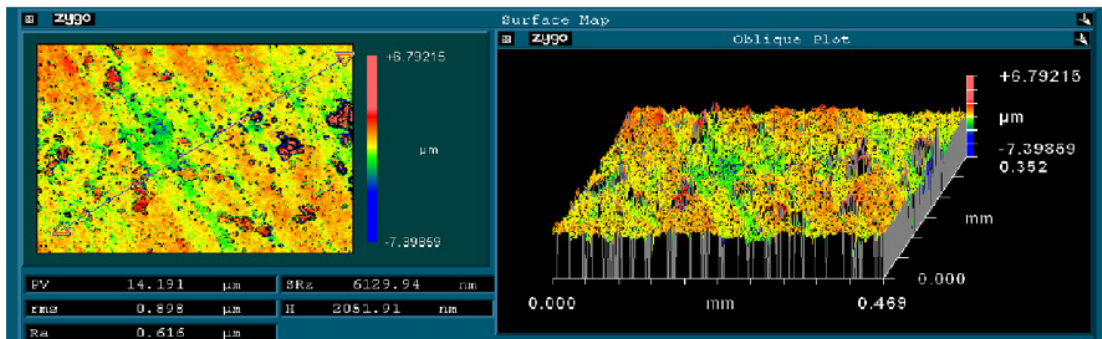 zygo Surface Map
+6.79215
µm
-7.39859
PV 14.191 µm SRz 6129.94 nm
rms 0.898 µm H 2051.91 nm
Ra 0.616 µm
zygo Oblique Plot
+6.79215
µm
-7.39859
0.352
mm
0.000
0.000 mm 0.469